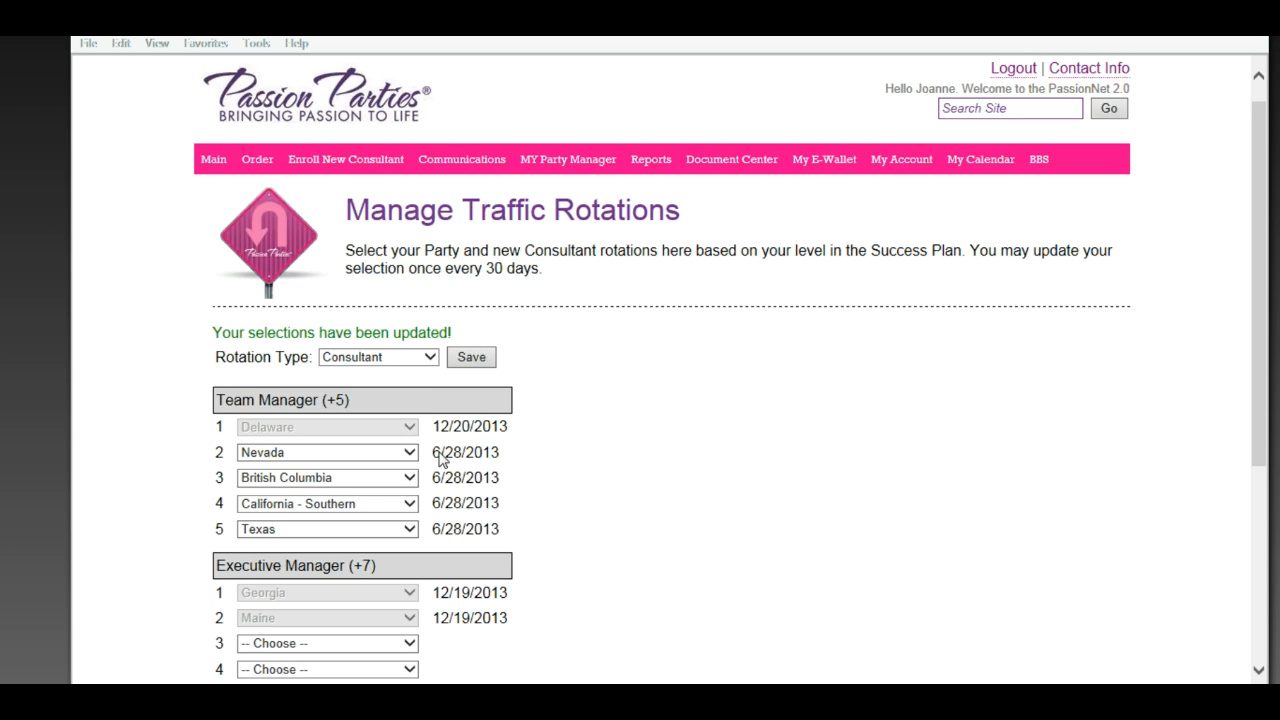 File Edit View Favorites Tools Help
Logout | Contact Info
Passion Parties®
BRINGING PASSION TO LIFE
Hello Joanne. Welcome to the PassionNet 2.0
Search Site Go
Main Order Enroll New Consultant Communications MY Party Manager Reports Document Center My E-Wallet My Account My Calendar BBS
Manage Traffic Rotations
Passion Parties
Select your Party and new Consultant rotations here based on your level in the Success Plan. You may update your
selection once every 30 days.
Your selections have been updated!
Rotation Type: Consultant Save
Team Manager (+5)
1 Delaware 12/20/2013
2 Nevada 6/28/2013
3 British Columbia 6/28/2013
4 California - Southern 6/28/2013
5 Texas 6/28/2013
Executive Manager (+7)
1 Georgia 12/19/2013
2 Maine 12/19/2013
3 -- Choose --
4 -- Choose --